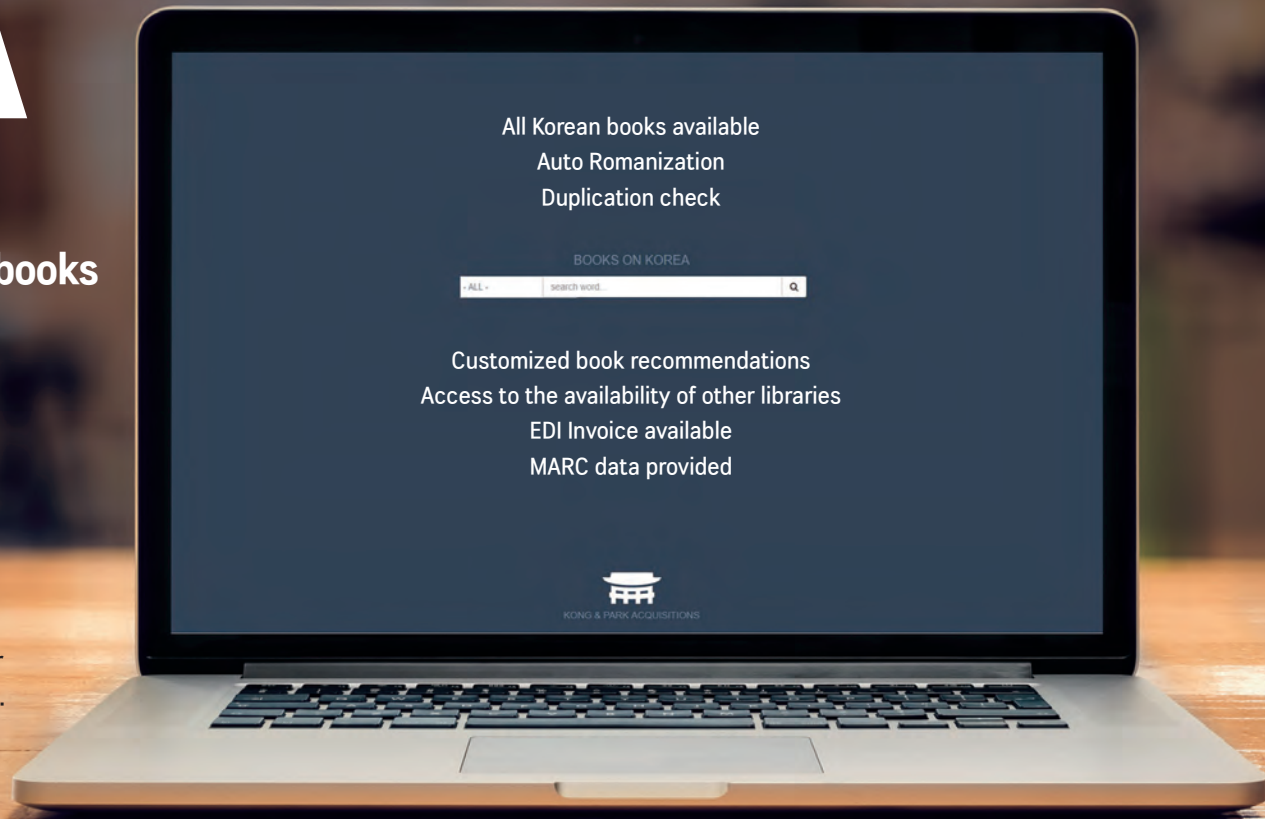 A
books
All Korean books available
Auto Romanization
Duplication check
BOOKS ON KOREA
- ALL -
search word...
Customized book recommendations
Access to the availability of other libraries
EDI Invoice available
MARC data provided
KONG & PARK ACQUISITIONS